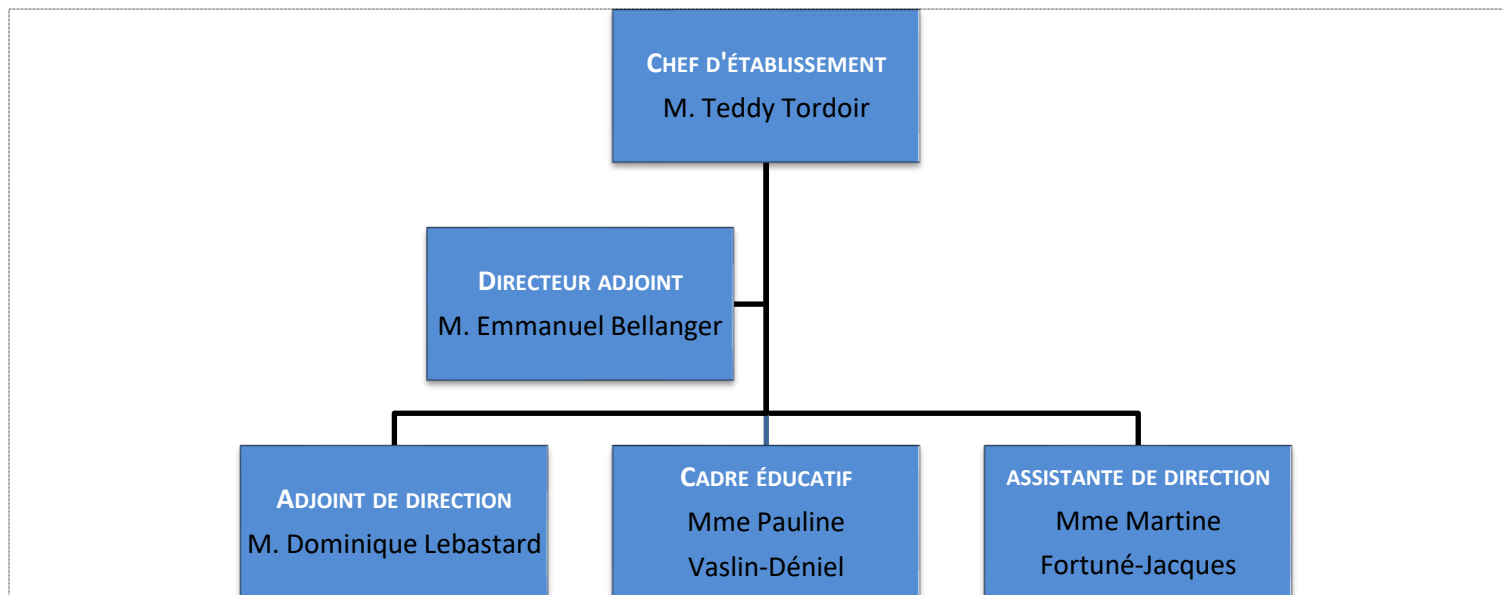 CHEF D'ÉTABLISSEMENT
M. Teddy Tordoir
DIRECTEUR ADJOINT
M. Emmanuel Bellanger
ADJOINT DE DIRECTION
M. Dominique Lebastard
CADRE ÉDUCATIF
Mme Pauline
Vaslin-Déniel
ASSISTANTE DE DIRECTION
Mme Martine
Fortuné-Jacques